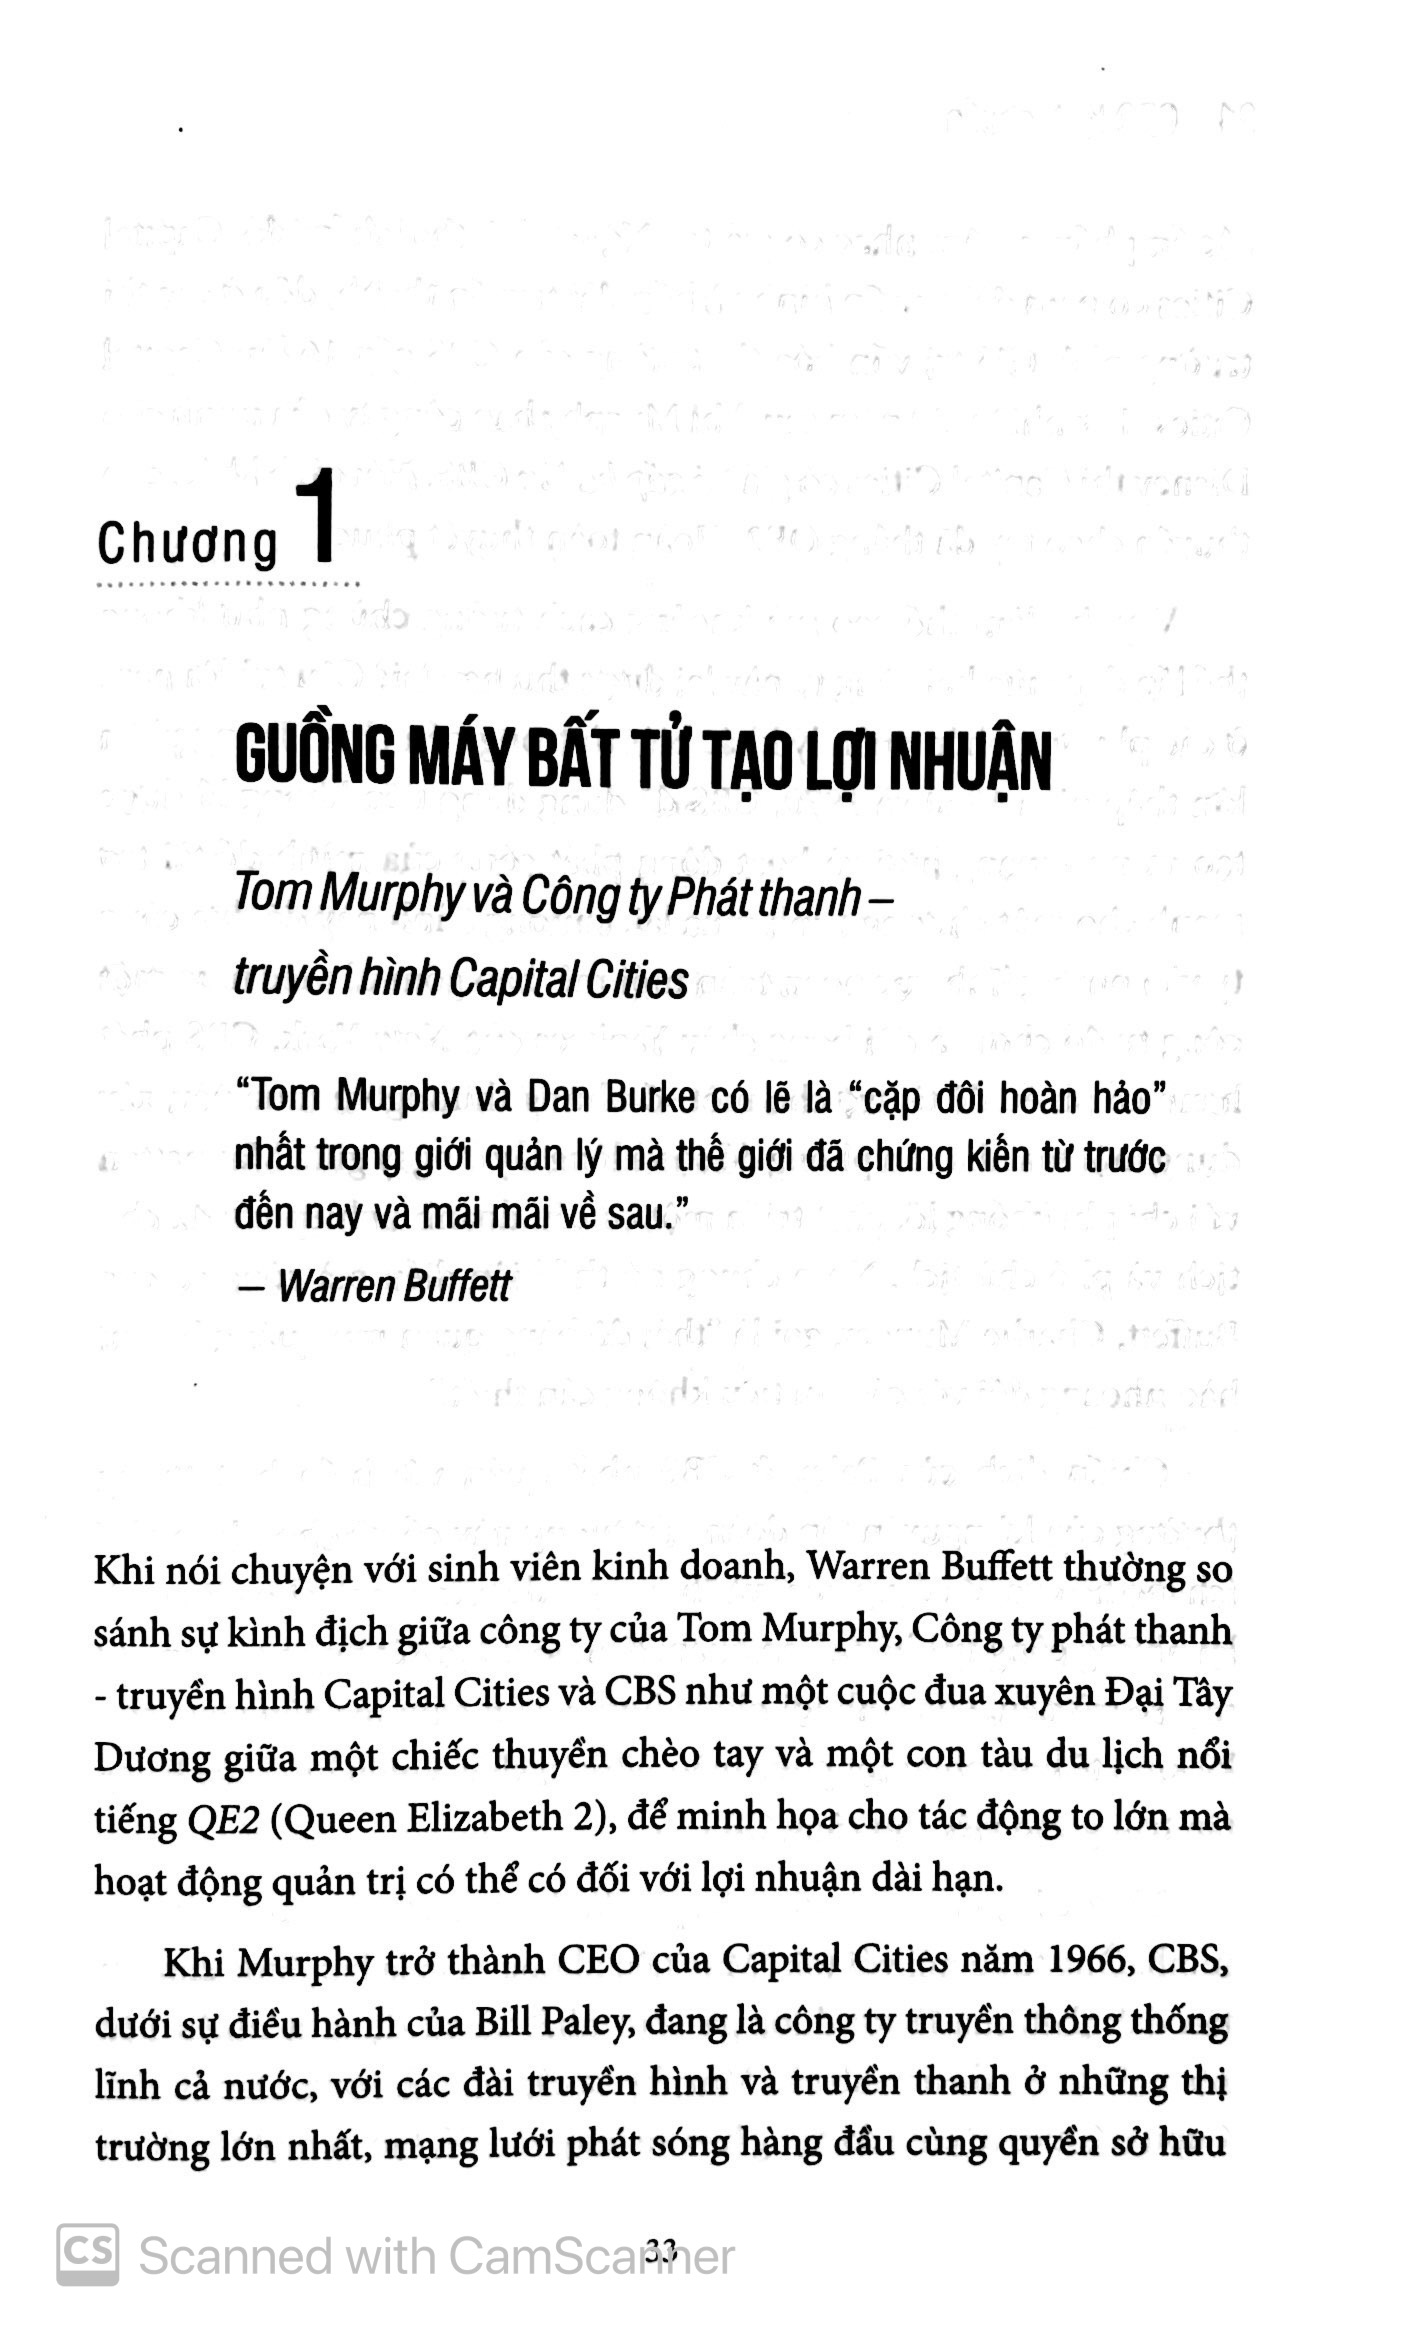 Chương 1
GUỒNG MÁY BẤT TỬ TẠO LỢI NHUẬN
Tom Murphy và Công ty Phát thanh –
truyền hình Capital Cities
“Tom Murphy và Dan Burke có lẽ là “cặp đôi hoàn hảo”
nhất trong giới quản lý mà thế giới đã chứng kiến từ trước
đến nay và mãi mãi về sau.”
– Warren Buffett
Khi nói chuyện với sinh viên kinh doanh, Warren Buffett thường so
sánh sự kình địch giữa công ty của Tom Murphy, Công ty phát thanh
- truyền hình Capital Cities và CBS như một cuộc đua xuyên Đại Tây
Dương giữa một chiếc thuyền chèo tay và một con tàu du lịch nổi
tiếng QE2 (Queen Elizabeth 2), để minh họa cho tác động to lớn mà
hoạt động quản trị có thể có đối với lợi nhuận dài hạn.
Khi Murphy trở thành CEO của Capital Cities năm 1966, CBS,
dưới sự điều hành của Bill Paley, đang là công ty truyền thông thống
lĩnh cả nước, với các đài truyền hình và truyền thanh ở những thị
trường lớn nhất, mạng lưới phát sóng hàng đầu cùng quyền sở hữu
33
CS Scanned with CamScanner